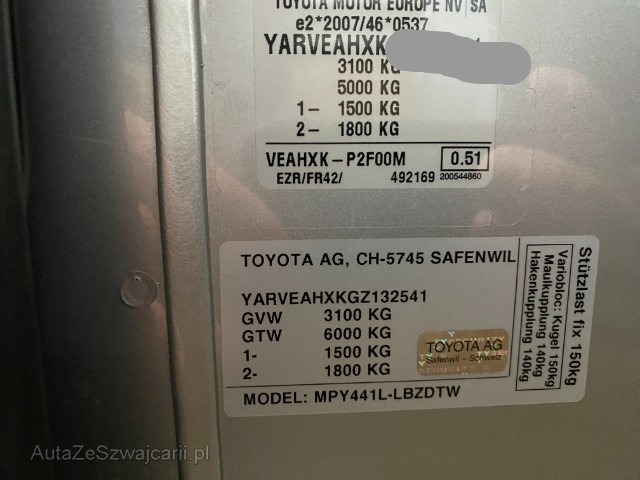 TOYOTA MOTOR EUROPE NV/SA
e2*2007/46*0537
YARVEAHXK
3100 KG
5000 KG
1- 1500 KG
2- 1800 KG
VEAHXK-P2F00M 0.51
EZR/FR42/ 492169 200544860
TOYOTA AG, CH-5745 SAFENWIL
YARVEAHXKGZ132541
GVW 3100 KG
GTW 6000 KG
1- 1500 KG
2- 1800 KG
TOYOTA AG
Safenwil - Schweiz
MODEL: MPY441L-LBZDTW
Stützlast fix 150kg
Variobloc: Kugel 150kg
Maulkupplung 140kg
Hakenkupplung 140kg
AutaZeSzwajcarii.pl